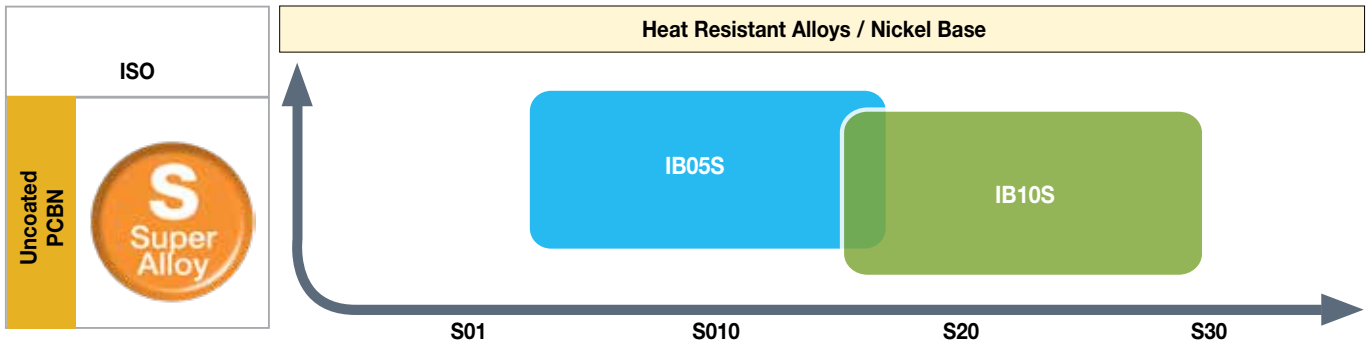 Heat Resistant Alloys / Nickel Base
ISO
Uncoated
PCBN
S
Super
Alloy
IB05S
IB10S
S01
S010
S20
S30